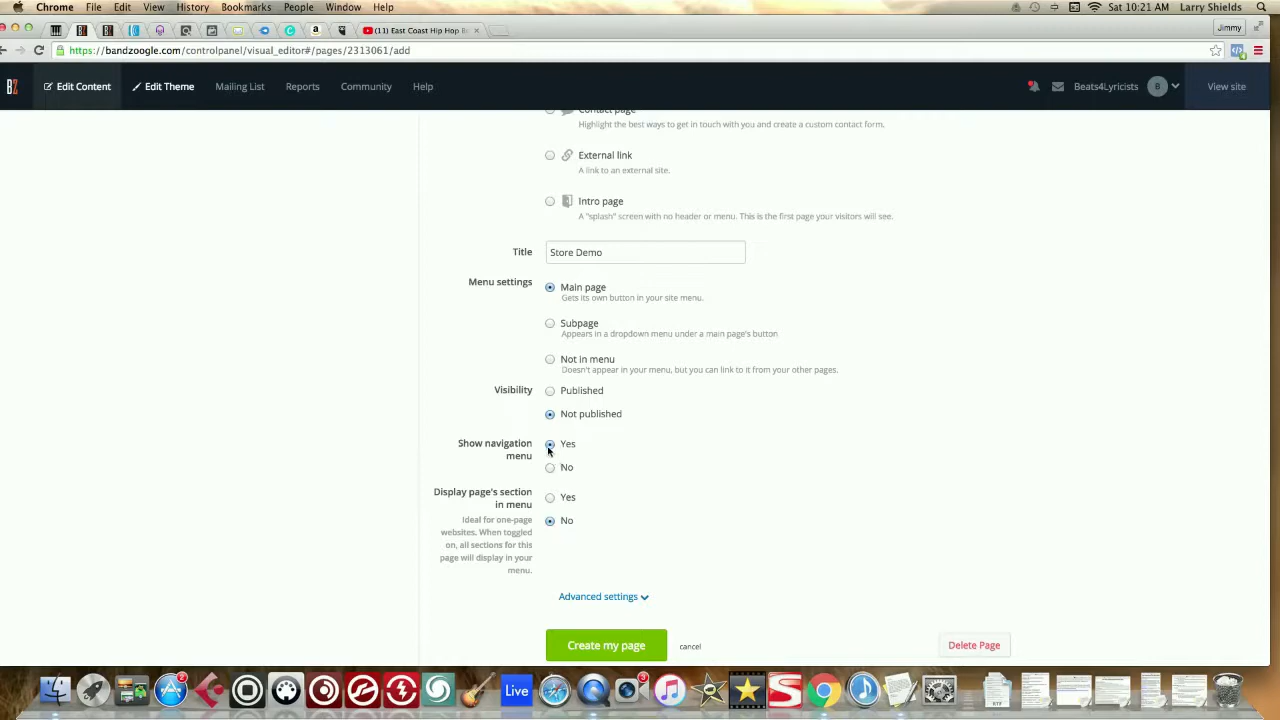 Chrome File Edit View History Bookmarks People Window Help
Sat 10:21 AM Larry Shields
(11) East Coast Hip Hop B
Jimmy
https://bandzoogle.com/controlpanel/visual_editor#/pages/2313061/add
BZ Edit Content Edit Theme Mailing List Reports Community Help
Beats4Lyricists B View site
Contact page
Highlight the best ways to get in touch with you and create a custom contact form.
External link
A link to an external site.
Intro page
A "splash" screen with no header or menu. This is the first page your visitors will see.
Title Store Demo
Menu settings Main page
Gets its own button in your site menu.
Subpage
Appears in a dropdown menu under a main page's button
Not in menu
Doesn't appear in your menu, but you can link to it from your other pages.
Visibility Published
Not published
Show navigation menu Yes
No
Display page's section in menu Yes
No
Ideal for one-page
websites. When toggled
on, all sections for this
page will display in your
menu.
Advanced settings
Create my page cancel Delete Page
Live
2
3